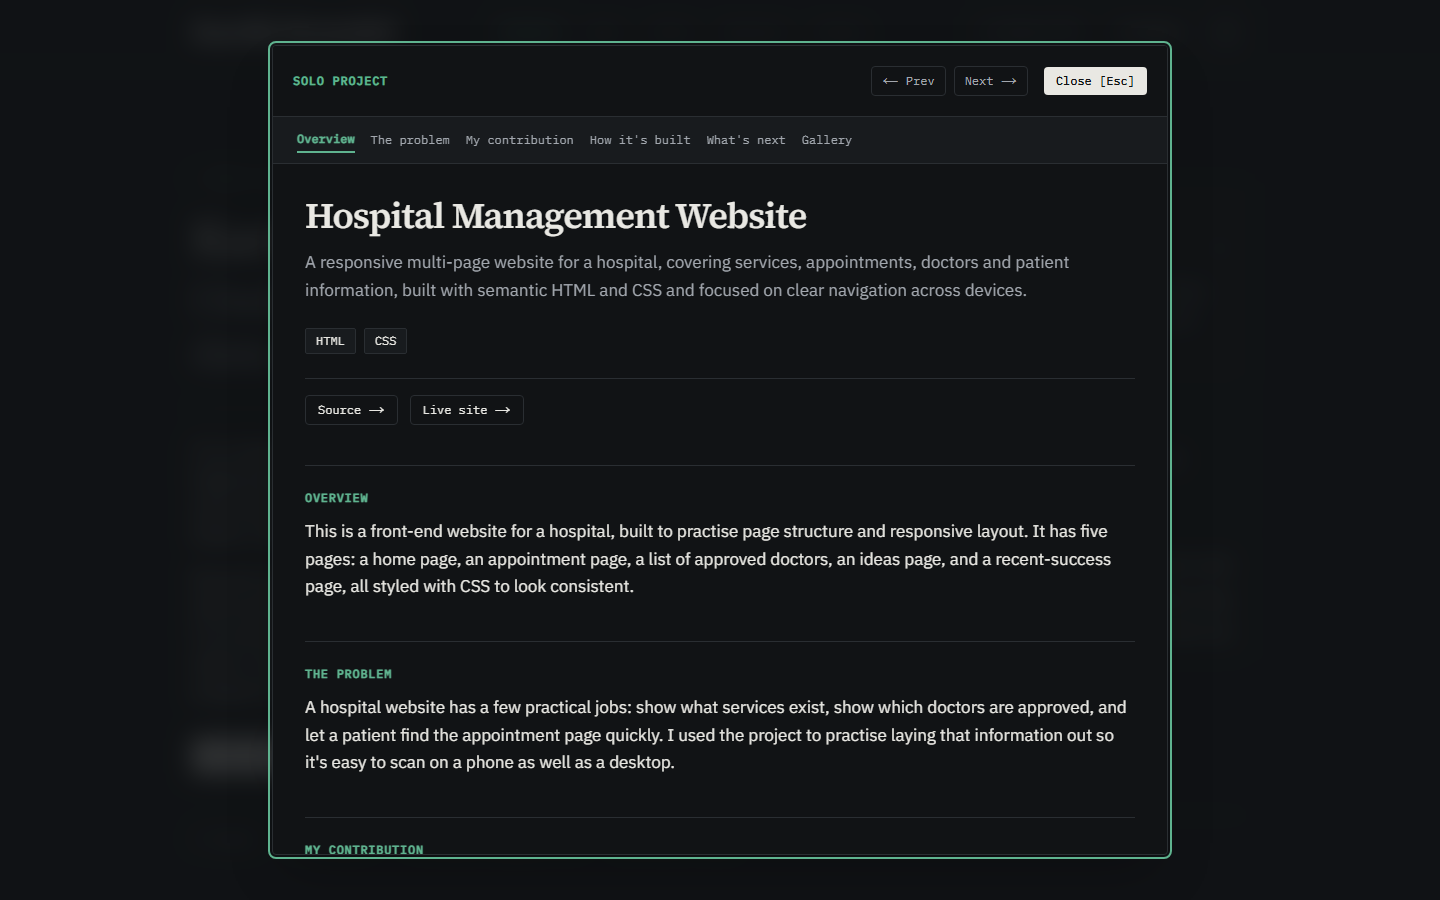 SOLO PROJECT
← Prev
Next →
Close [Esc]
Overview
The problem
My contribution
How it's built
What's next
Gallery
Hospital Management Website
A responsive multi-page website for a hospital, covering services, appointments, doctors and patient
information, built with semantic HTML and CSS and focused on clear navigation across devices.
HTML
CSS
Source →
Live site →
OVERVIEW
This is a front-end website for a hospital, built to practise page structure and responsive layout. It has five
pages: a home page, an appointment page, a list of approved doctors, an ideas page, and a recent-success
page, all styled with CSS to look consistent.
THE PROBLEM
A hospital website has a few practical jobs: show what services exist, show which doctors are approved, and
let a patient find the appointment page quickly. I used the project to practise laying that information out so
it's easy to scan on a phone as well as a desktop.
MY CONTRIBUTION